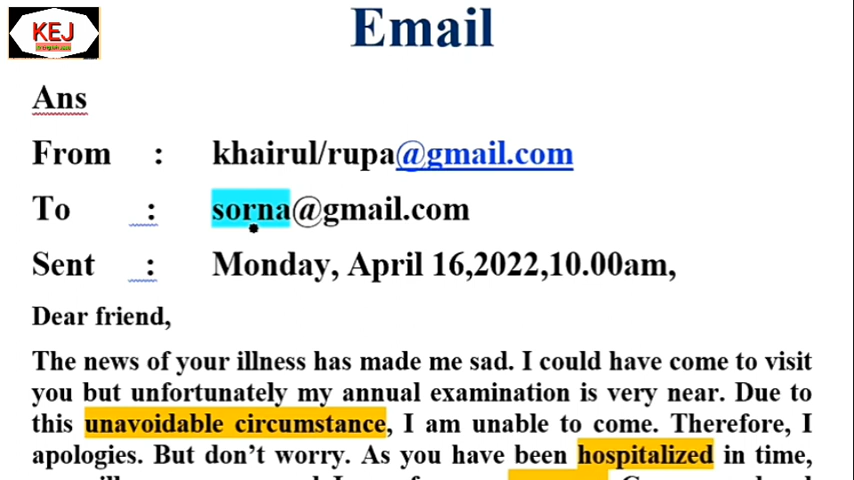 KEJ
Email
Ans
From : khairul/rupa@gmail.com
To : sorna@gmail.com
Sent : Monday, April 16,2022,10.00am,
Dear friend,
The news of your illness has made me sad. I could have come to visit
you but unfortunately my annual examination is very near. Due to
this unavoidable circumstance, I am unable to come. Therefore, I
apologies. But don't worry. As you have been hospitalized in time,